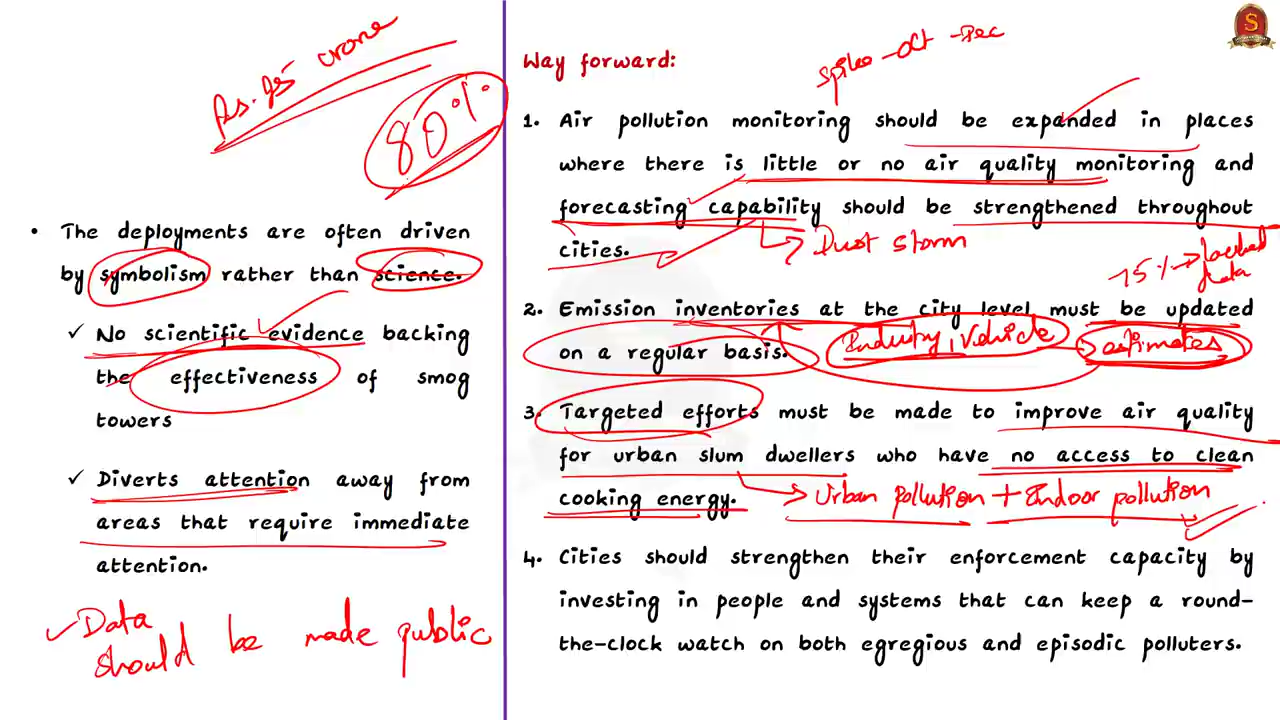 Rs. 25 crore
80%
• The deployments are often driven
by symbolism rather than science.
✓ No scientific evidence backing
the effectiveness of smog
towers
✓ Diverts attention away from
areas that require immediate
attention.
✓ Data
should be made public
Way forward:
Spike - Oct - Dec
1. Air pollution monitoring should be expanded in places
where there is little or no air quality monitoring and
forecasting capability should be strengthened throughout
cities.
→ Dust storm
75% → lacked
data
2. Emission inventories at the city level must be updated
on a regular basis.
Industry, Vehicle
→ estimates
3. Targeted efforts must be made to improve air quality
for urban slum dwellers who have no access to clean
cooking energy.
→ Urban pollution + Indoor pollution
4. Cities should strengthen their enforcement capacity by
investing in people and systems that can keep a round-
the-clock watch on both egregious and episodic polluters.
S